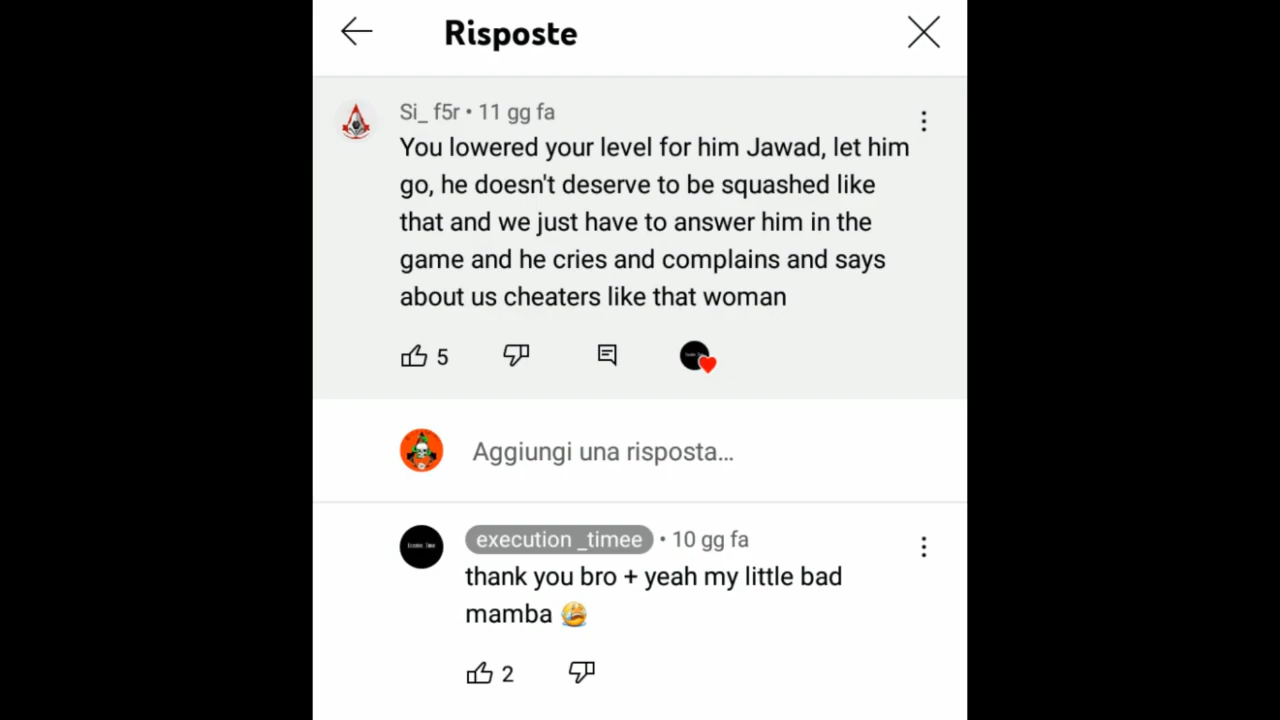 Risposte
Si_ f5r • 11 gg fa
You lowered your level for him Jawad, let him
go, he doesn't deserve to be squashed like
that and we just have to answer him in the
game and he cries and complains and says
about us cheaters like that woman
5
Aggiungi una risposta...
execution _timee • 10 gg fa
thank you bro + yeah my little bad
mamba 😭
2